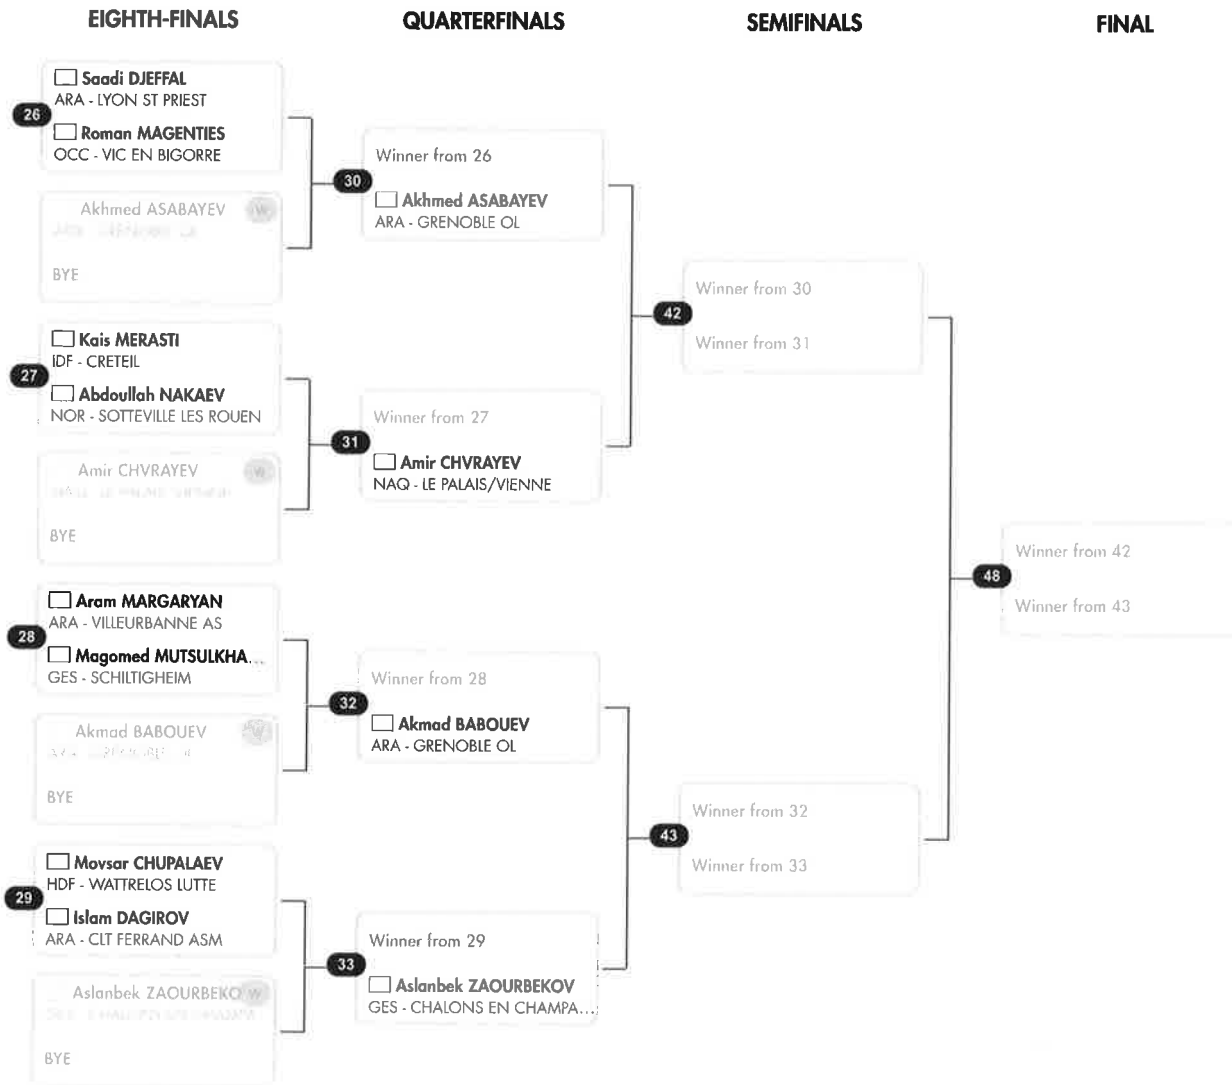 EIGHTH-FINALS
QUARTERFINALS
SEMIFINALS
FINAL
26
Saadi DJEFFAL
ARA - LYON ST PRIEST
Roman MAGENTIES
OCC - VIC EN BIGORRE
Akhmed ASABAYEV W
BYE
27
Kais MERASTI
IDF - CRETEIL
Abdoullah NAKAEV
NOR - SOTTEVILLE LES ROUEN
Amir CHVRAYEV W
BYE
28
Aram MARGARYAN
ARA - VILLEURBANNE AS
Magomed MUTSULKHA...
GES - SCHILTIGHEIM
Akmad BABOUEV W
BYE
29
Movsar CHUPALAEV
HDF - WATTRELOS LUTTE
Islam DAGIROV
ARA - CLT FERRAND ASM
Aslanbek ZAOURBEKO W
BYE
30
Winner from 26
Akhmed ASABAYEV
ARA - GRENOBLE OL
31
Winner from 27
Amir CHVRAYEV
NAQ - LE PALAIS/VIENNE
32
Winner from 28
Akmad BABOUEV
ARA - GRENOBLE OL
33
Winner from 29
Aslanbek ZAOURBEKOV
GES - CHALONS EN CHAMPA...
42
Winner from 30
Winner from 31
43
Winner from 32
Winner from 33
48
Winner from 42
Winner from 43